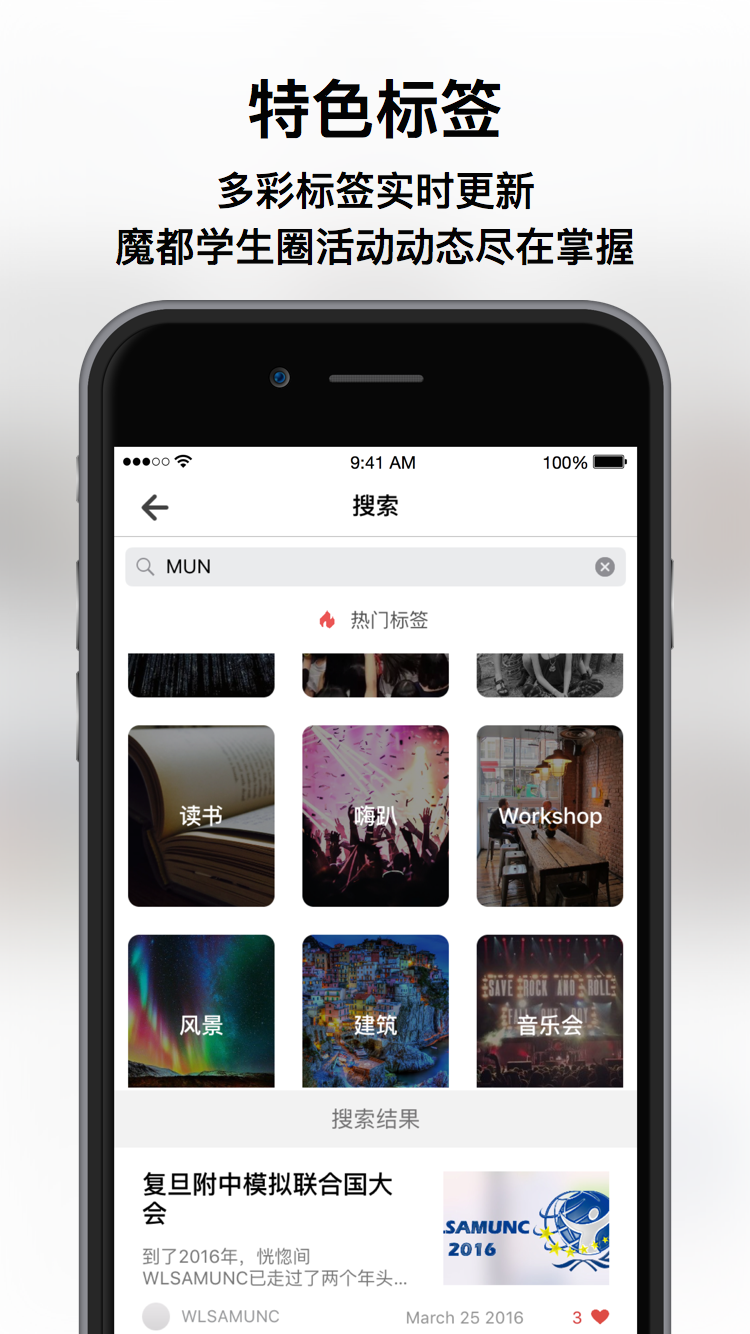 特色标签
多彩标签实时更新
魔都学生圈活动动态尽在掌握
9:41 AM
100%
搜索
MUN
热门标签
读书
嗨趴
Workshop
SAVE ROCK AND ROLL
风景
建筑
音乐会
搜索结果
复旦附中模拟联合国大
会
SAMUNC
2016
到了2016年，恍惚间
WLSAMUNC已走过了两个年头...
WLSAMUNC
March 25 2016
3